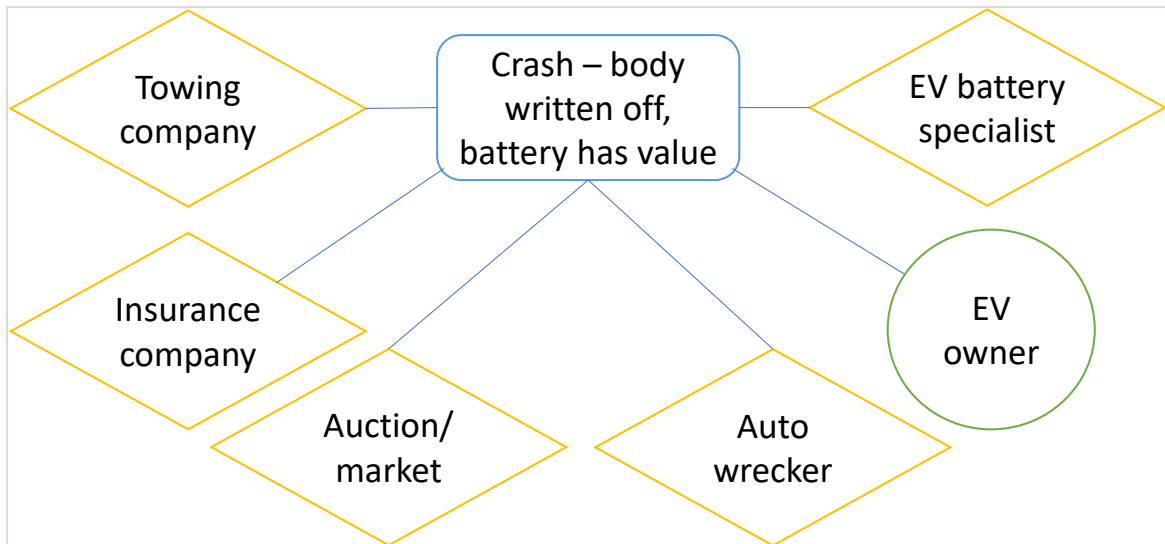 Towing
company
Crash – body
written off,
battery has value
EV battery
specialist
Insurance
company
EV
owner
Auction/
market
Auto
wrecker